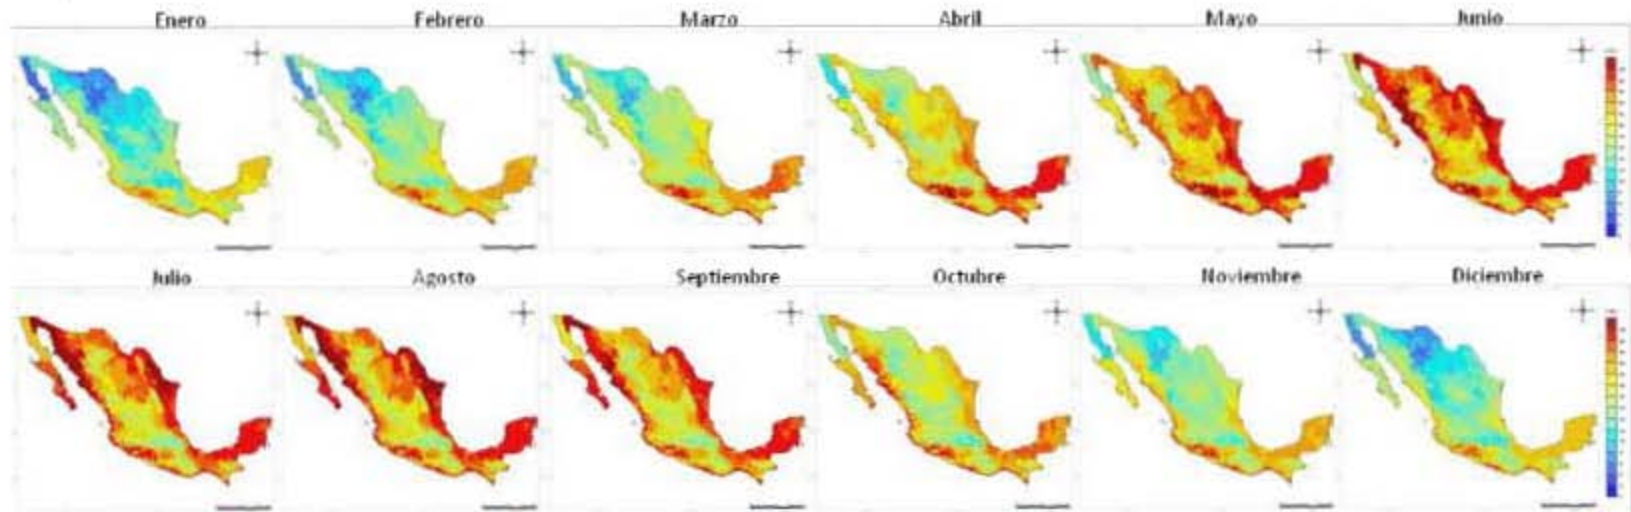 Enero Febrero Marzo Abril Mayo Junio
Julio Agosto Septiembre Octubre Noviembre Diciembre